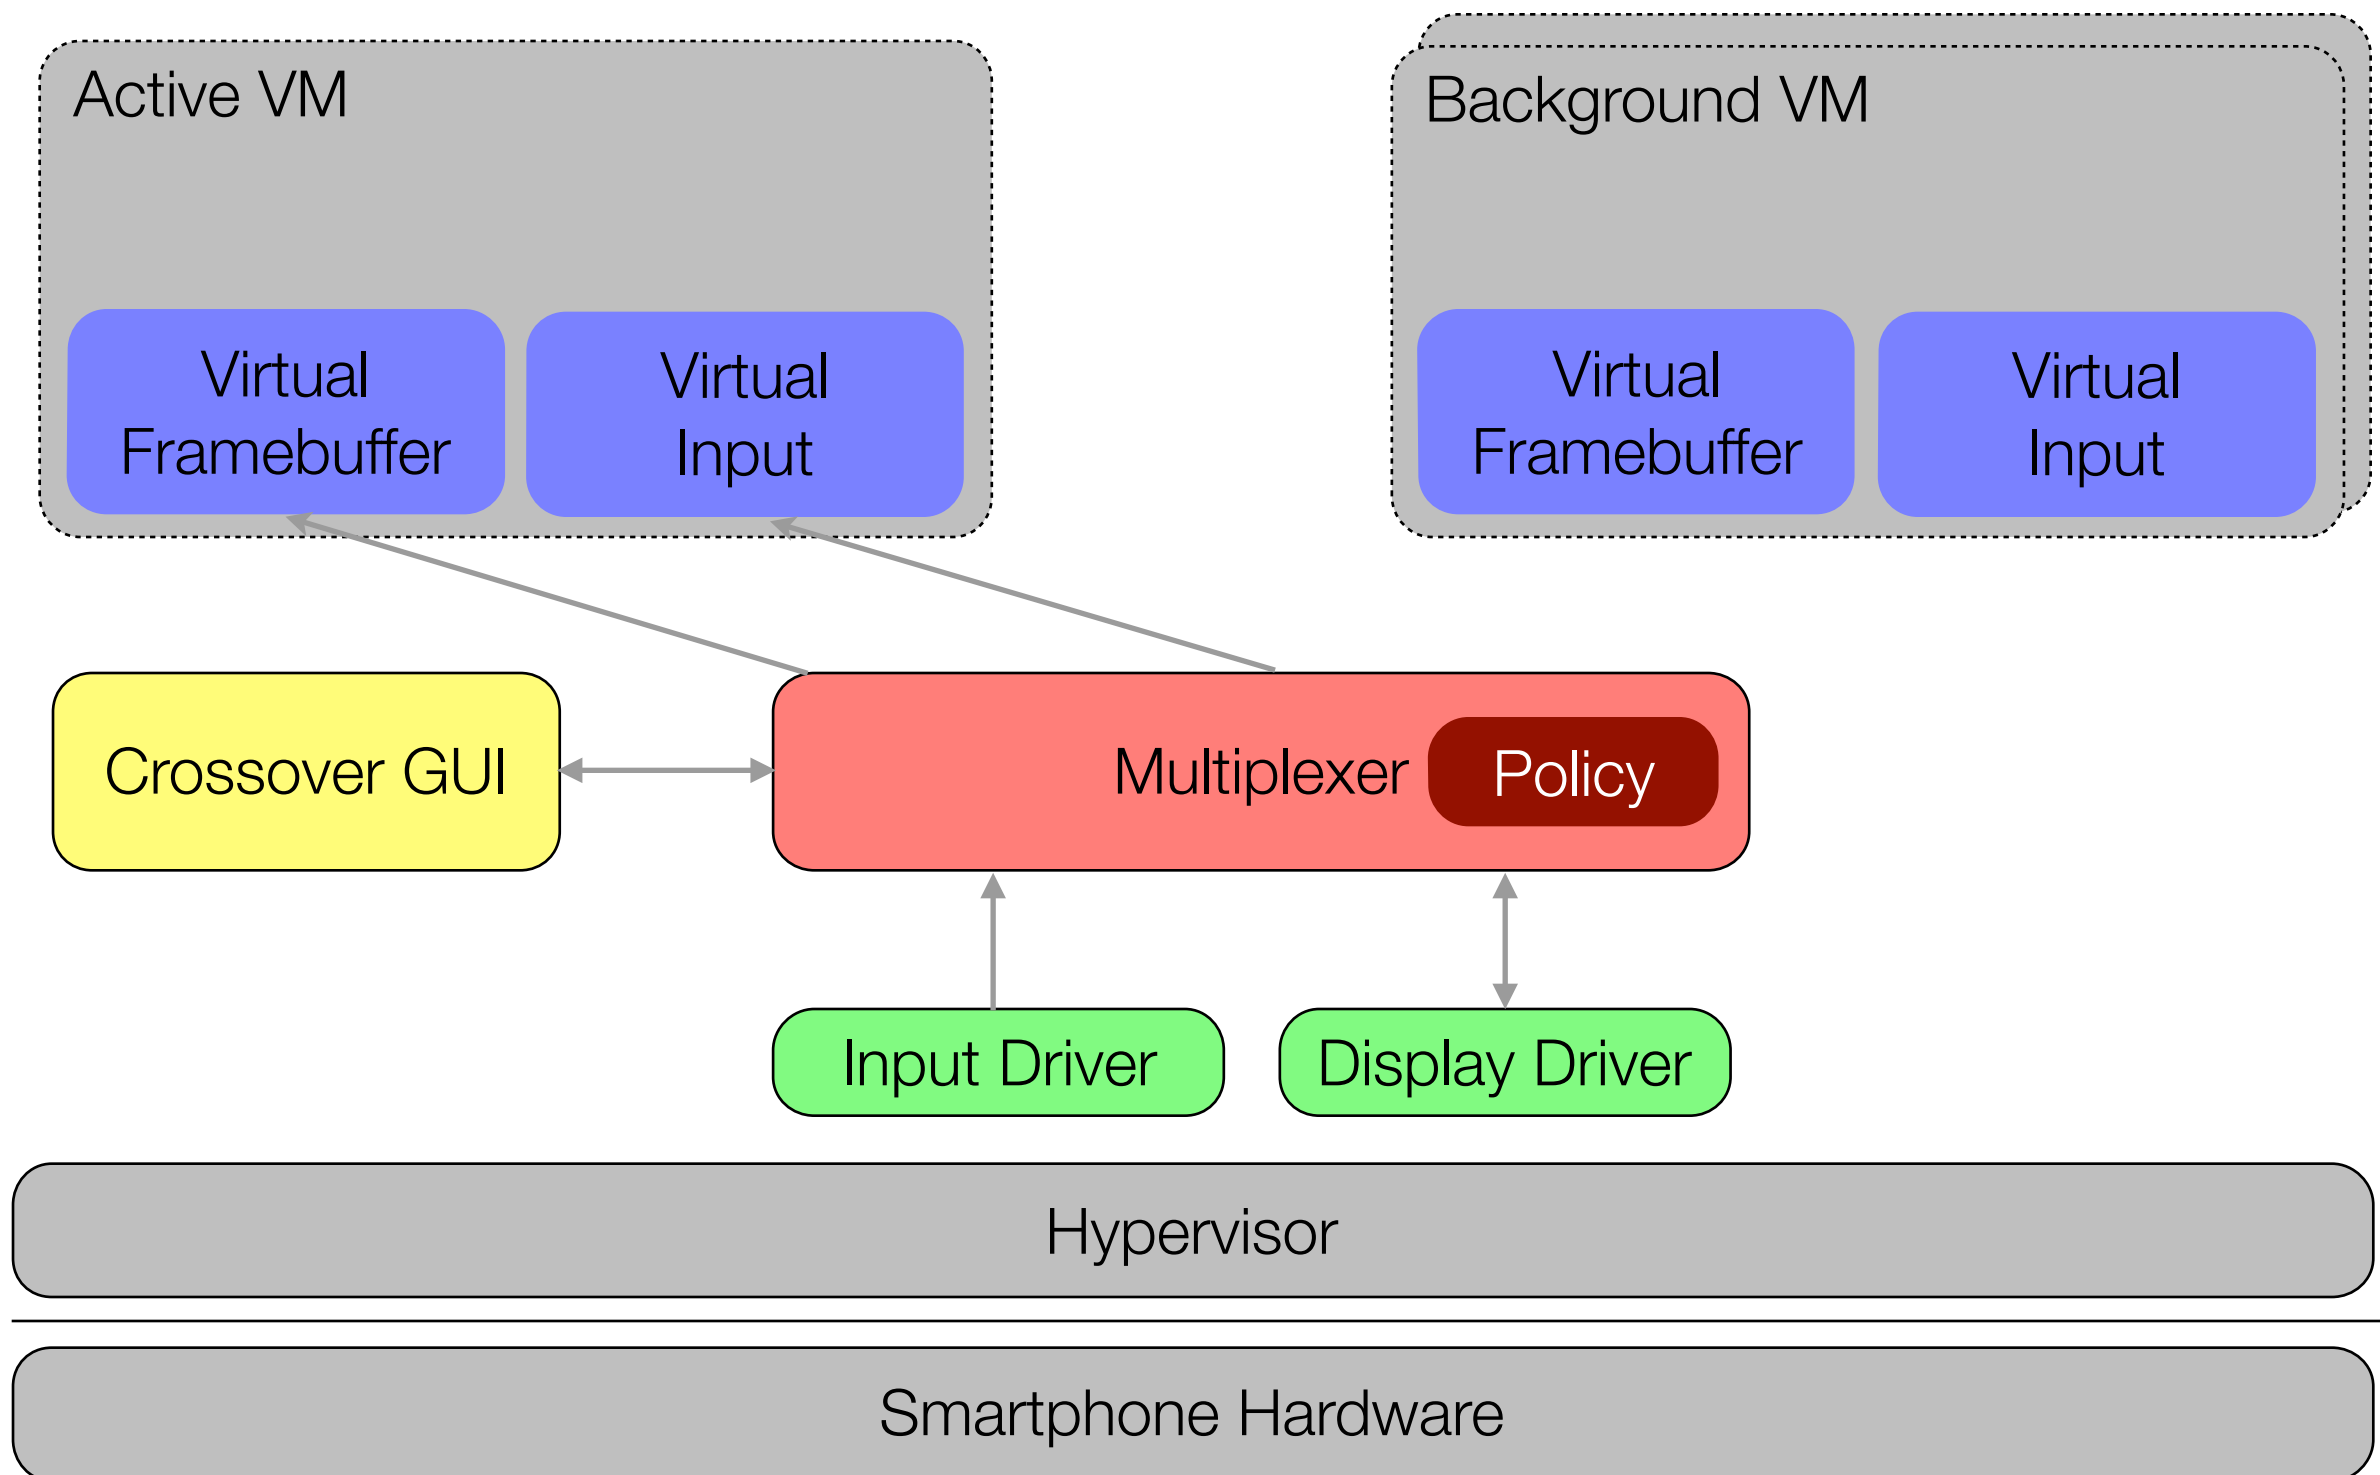 Active VM
Background VM
Virtual
Framebuffer
Virtual
Input
Virtual
Framebuffer
Virtual
Input
Crossover GUI
Multiplexer
Policy
Input Driver
Display Driver
Hypervisor
Smartphone Hardware